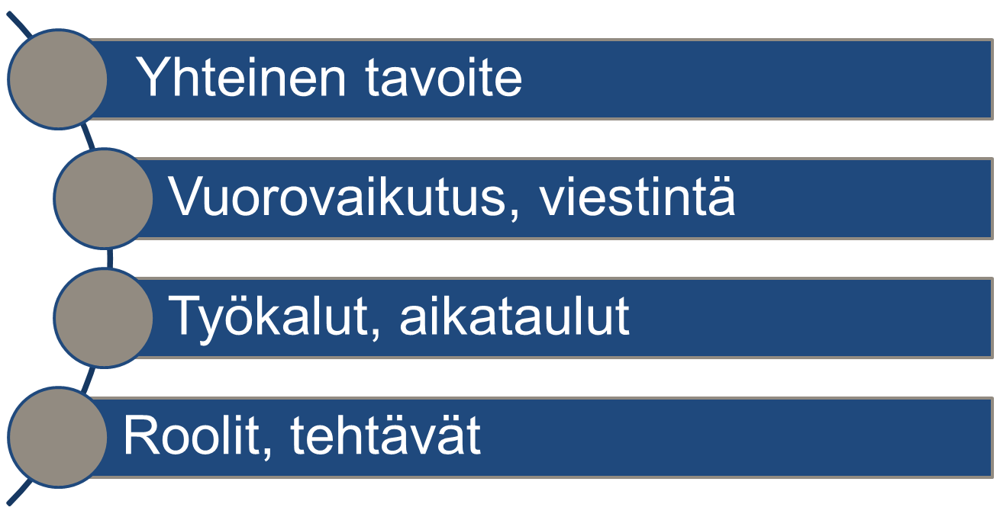 Yhteinen tavoite
Vuorovaikutus, viestintä
Työkalut, aikataulut
Roolit, tehtävät